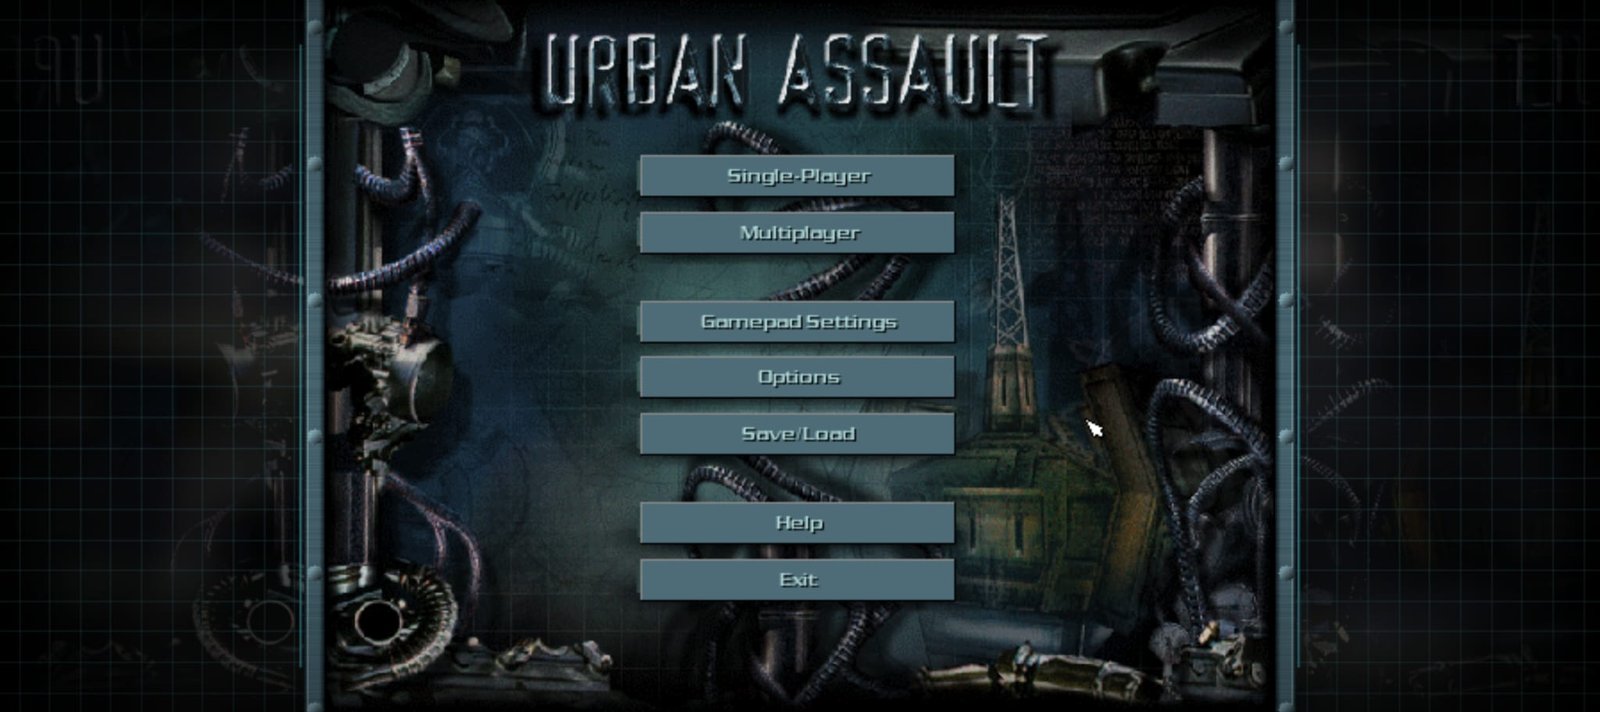 URBAN ASSAULT
Single-Player
Multiplayer
Gamepad Settings
Options
Save/Load
Help
Exit